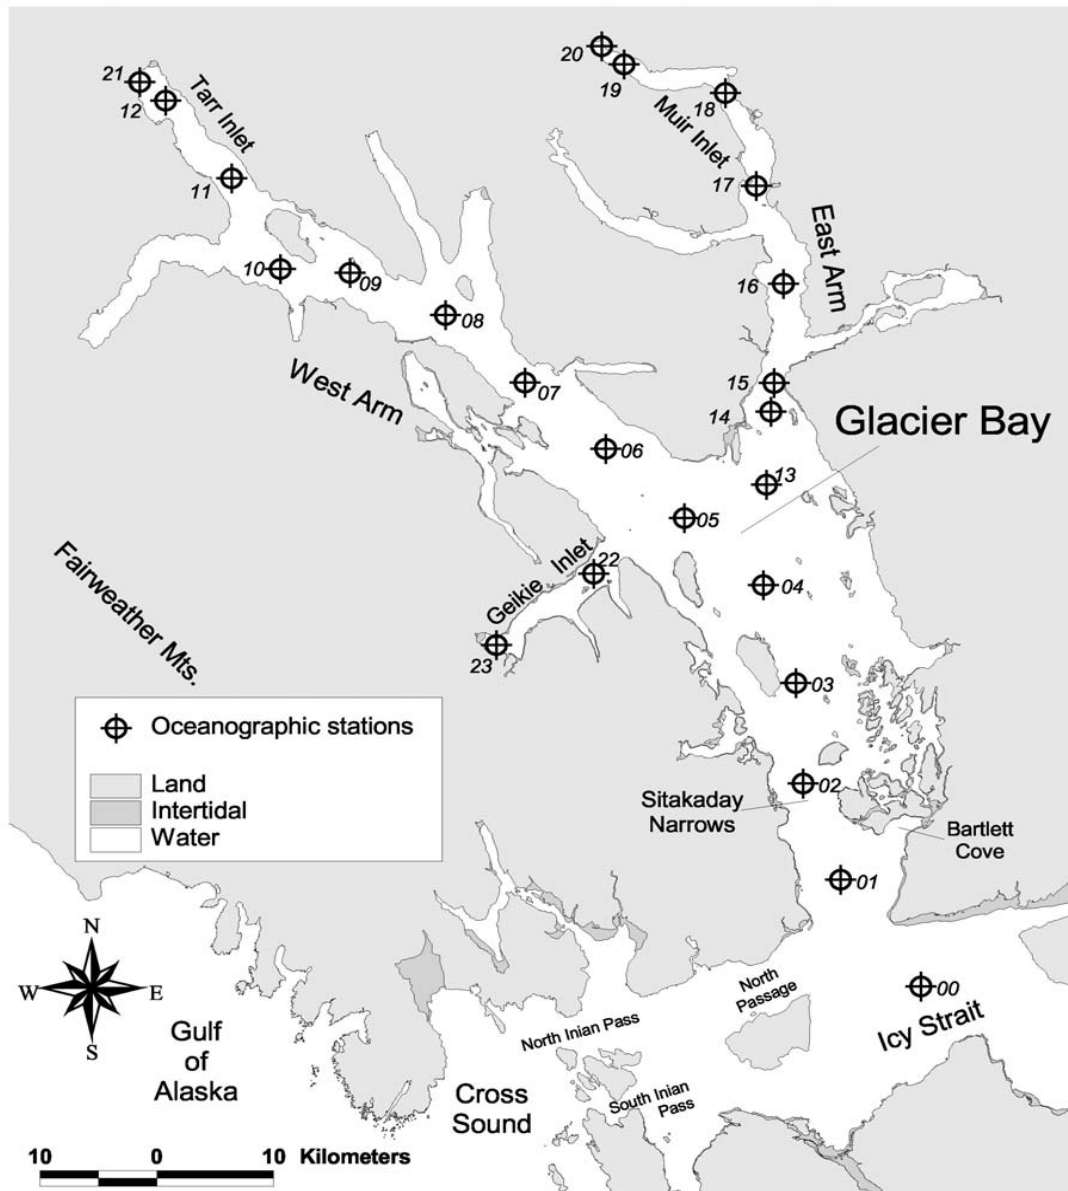 20
19
18
21
12
Tarr Inlet
Muir Inlet
11
17
East Arm
10
09
16
08
West Arm
07
15
14
Glacier Bay
06
13
05
Geikie Inlet
22
04
Fairweather Mts.
23
03
Oceanographic stations
Land
Intertidal
Water
02
Sitakaday
Narrows
Bartlett
Cove
01
N
W
E
S
North
Passage
00
Icy Strait
Gulf
of
Alaska
North Inian Pass
Cross
Sound
South Inian
Pass
10 0 10 Kilometers